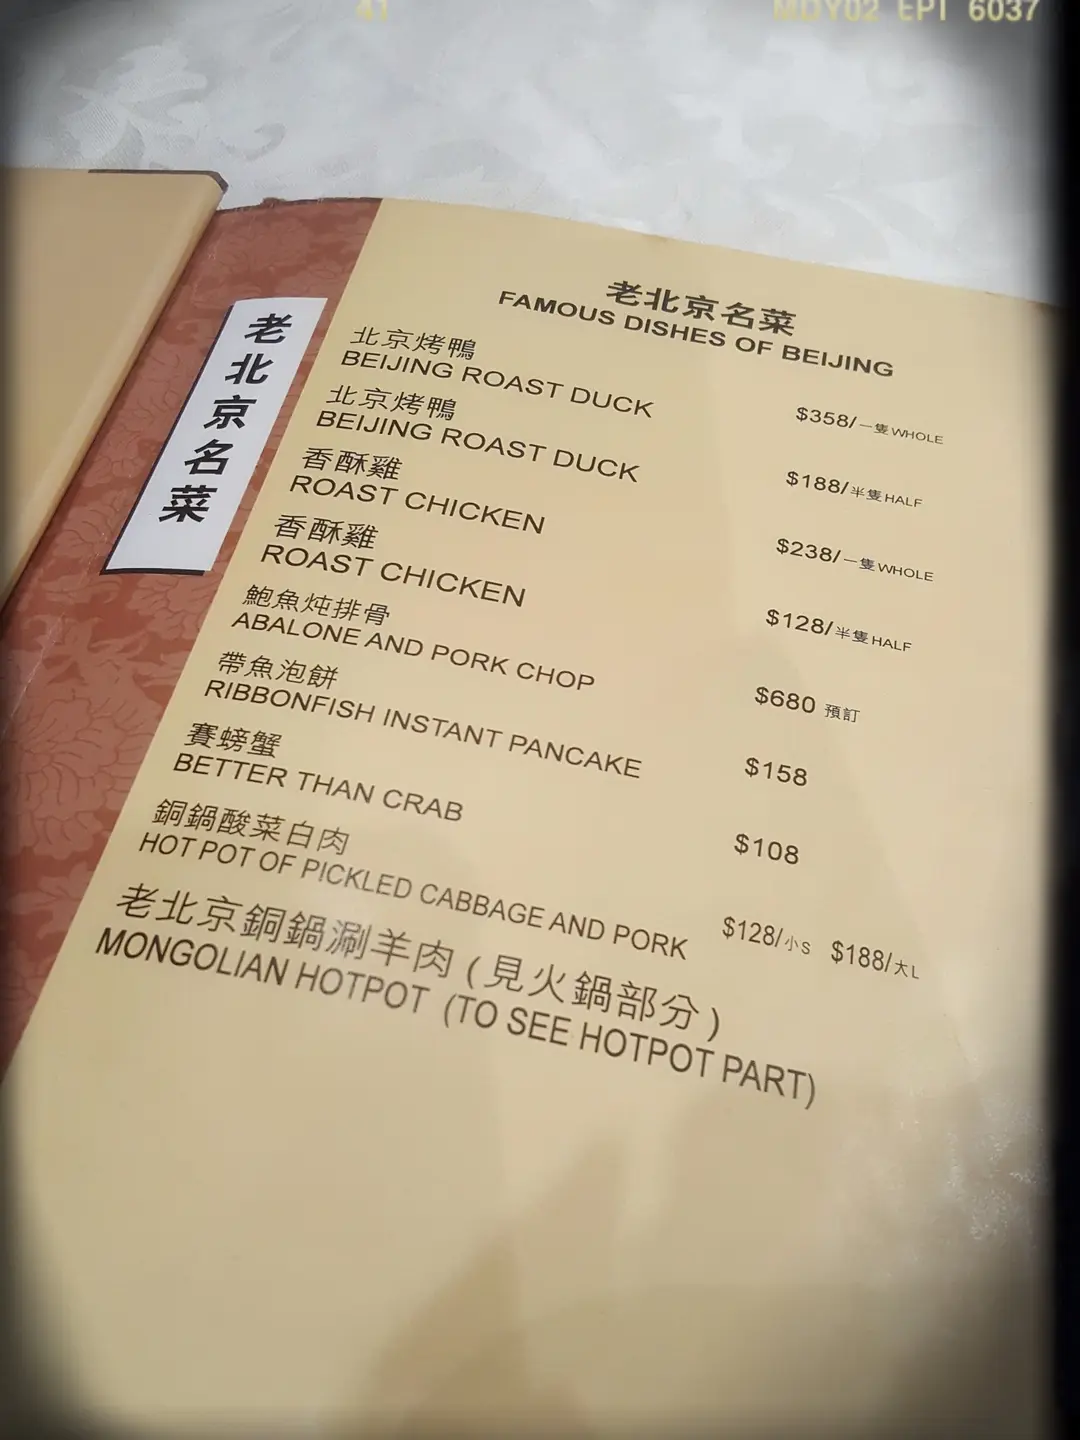 41 MDY02 EPT 6037
老北京名菜
老北京名菜
FAMOUS DISHES OF BEIJING
北京烤鴨
BEIJING ROAST DUCK $358/一隻WHOLE
北京烤鴨
BEIJING ROAST DUCK $188/半隻HALF
香酥雞
ROAST CHICKEN $238/一隻WHOLE
香酥雞
ROAST CHICKEN $128/半隻HALF
鮑魚炖排骨
ABALONE AND PORK CHOP $680 預訂
帶魚泡餅
RIBBONFISH INSTANT PANCAKE $158
賽螃蟹
BETTER THAN CRAB $108
銅鍋酸菜白肉
HOT POT OF PICKLED CABBAGE AND PORK $128/小S $188/大L
老北京銅鍋涮羊肉 (見火鍋部分)
MONGOLIAN HOTPOT (TO SEE HOTPOT PART)